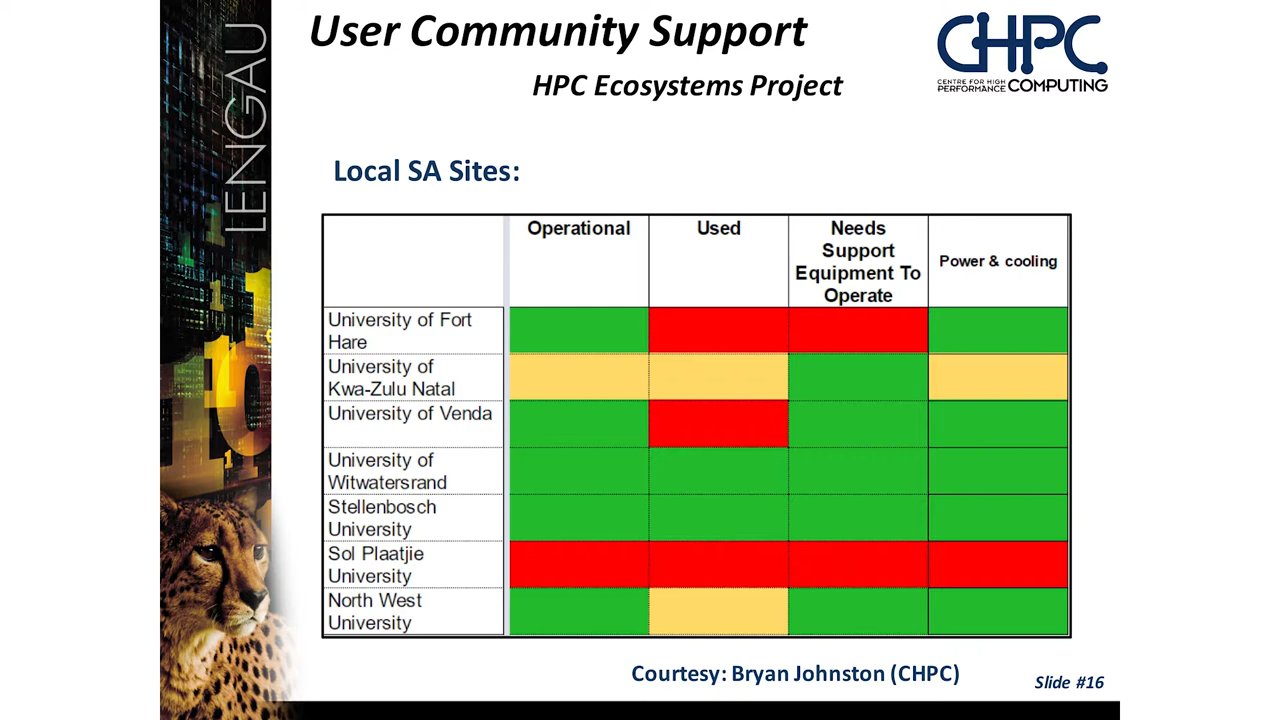 User Community Support
HPC Ecosystems Project
CHPC
CENTRE FOR HIGH
PERFORMANCE COMPUTING
LENGAU
Local SA Sites:
Operational
Used
Needs
Support
Equipment To
Operate
Power & cooling
University of Fort
Hare
University of
Kwa-Zulu Natal
University of Venda
University of
Witwatersrand
Stellenbosch
University
Sol Plaatjie
University
North West
University
Courtesy: Bryan Johnston (CHPC)
Slide #16